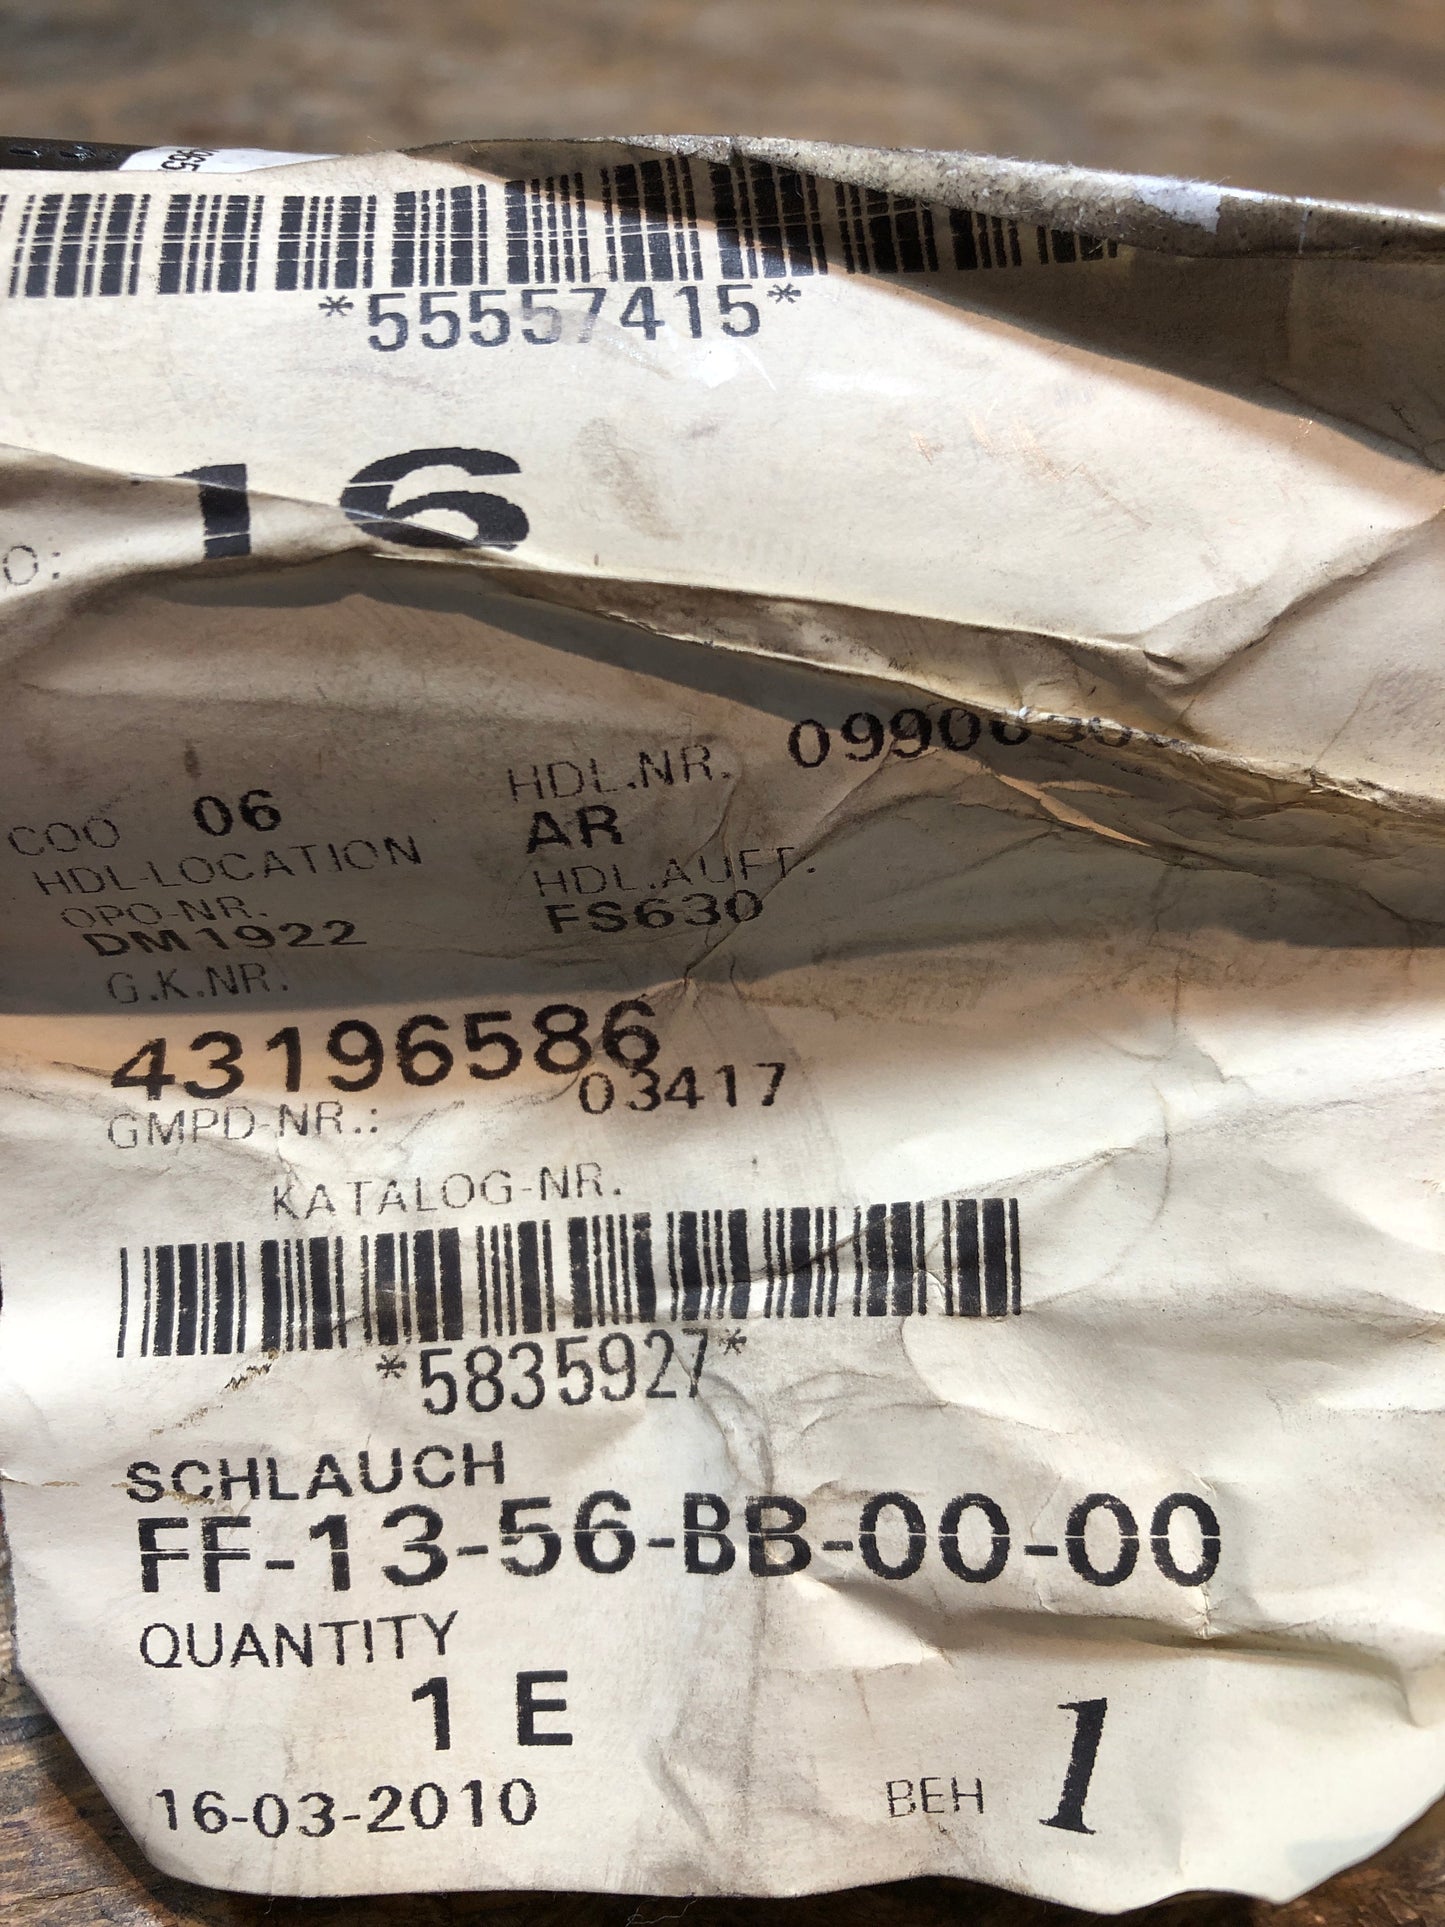 *55557415*
O: 16
HDL.NR.
COO 06 AR
HDL-LOCATION HDL.AUFT.
OPO-NR. FS630
DM1922
G.K.NR.
43196586
03417
GMPD-NR.:
KATALOG-NR.
*5835927*
SCHLAUCH
FF-13-56-BB-00-00
QUANTITY
1 E
16-03-2010 BEH 1